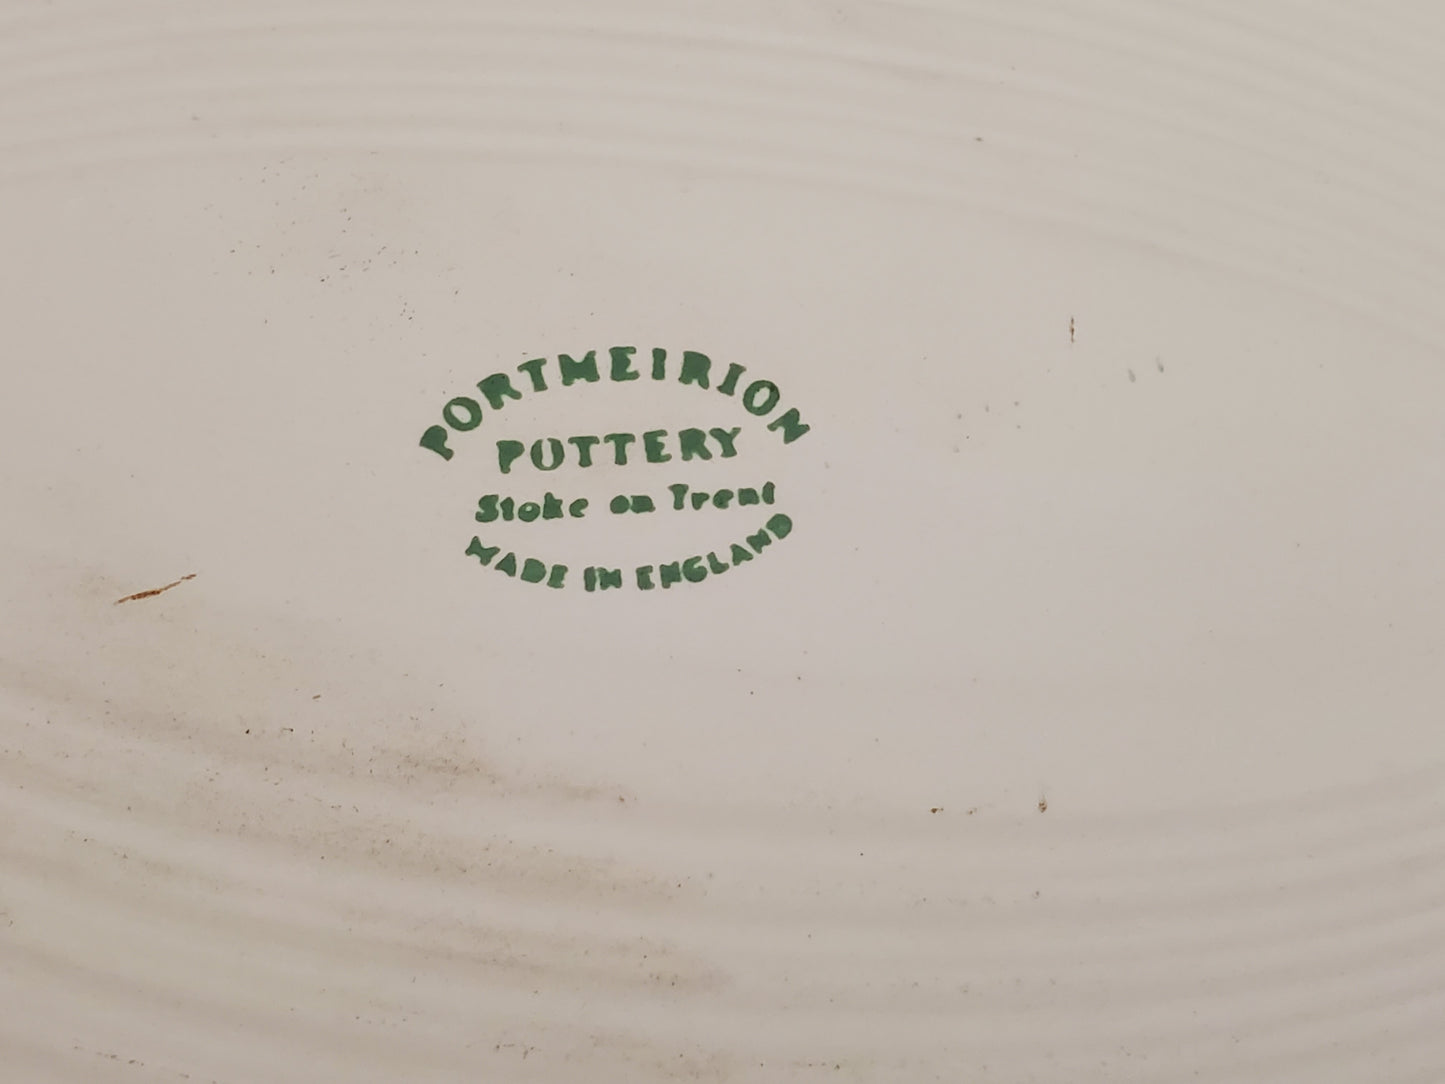 PORTMEIRION
POTTERY
Stoke on Trent
MADE IN ENGLAND